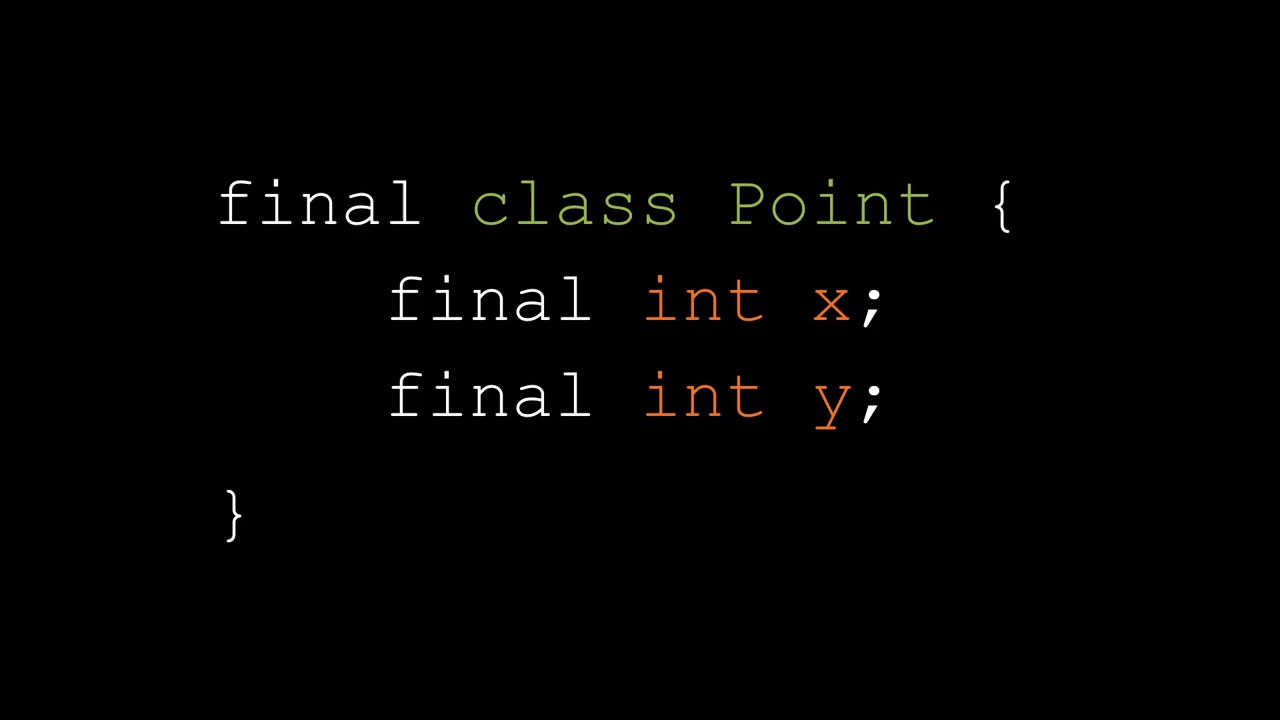 final class Point {
    final int x;
    final int y;
}